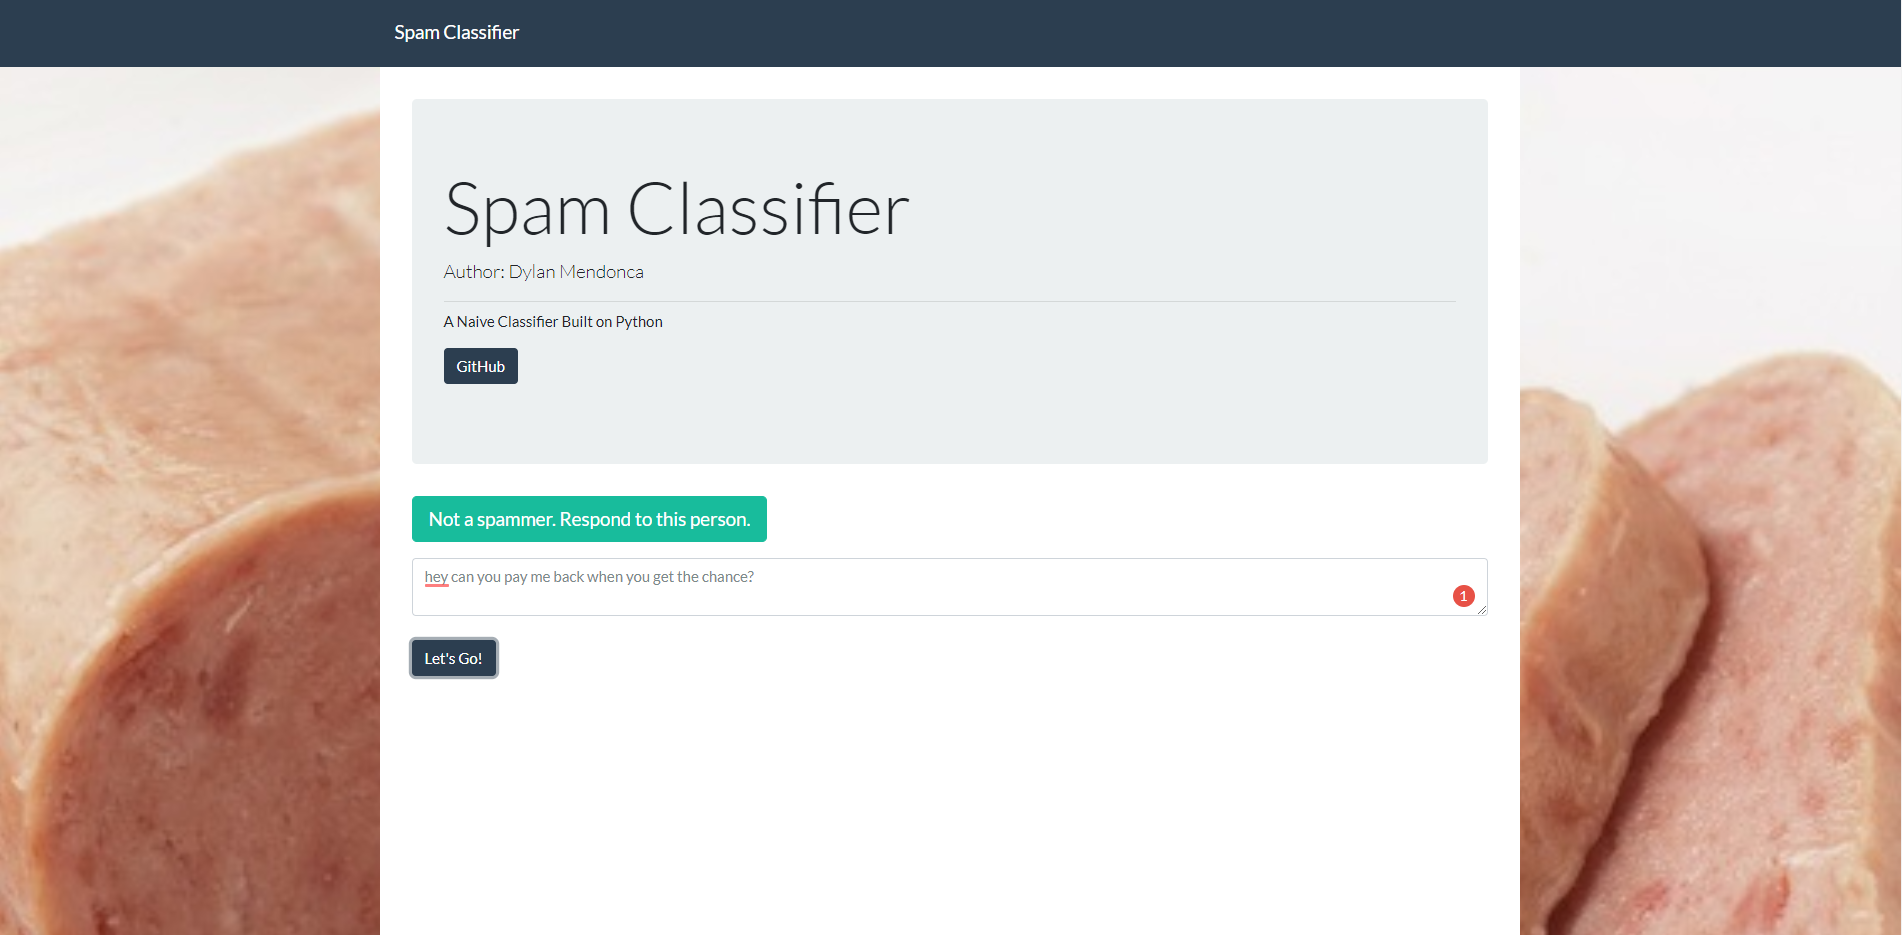 Spam Classifier
Spam Classifier
Author: Dylan Mendonca
A Naive Classifier Built on Python
GitHub
Not a spammer. Respond to this person.
hey can you pay me back when you get the chance?
1
Let's Go!